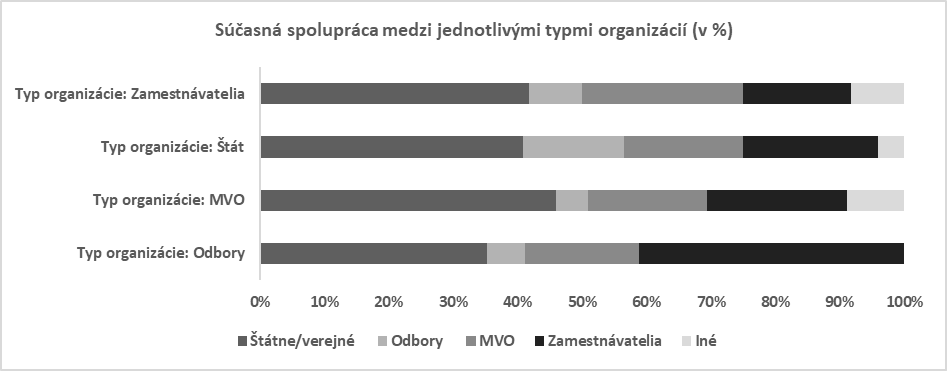 Súčasná spolupráca medzi jednotlivými typmi organizácií (v %)
Typ organizácie: Zamestnávatelia
Typ organizácie: Štát
Typ organizácie: MVO
Typ organizácie: Odbory
0% 10% 20% 30% 40% 50% 60% 70% 80% 90% 100%
Štátne/verejné Odbory MVO Zamestnávatelia Iné